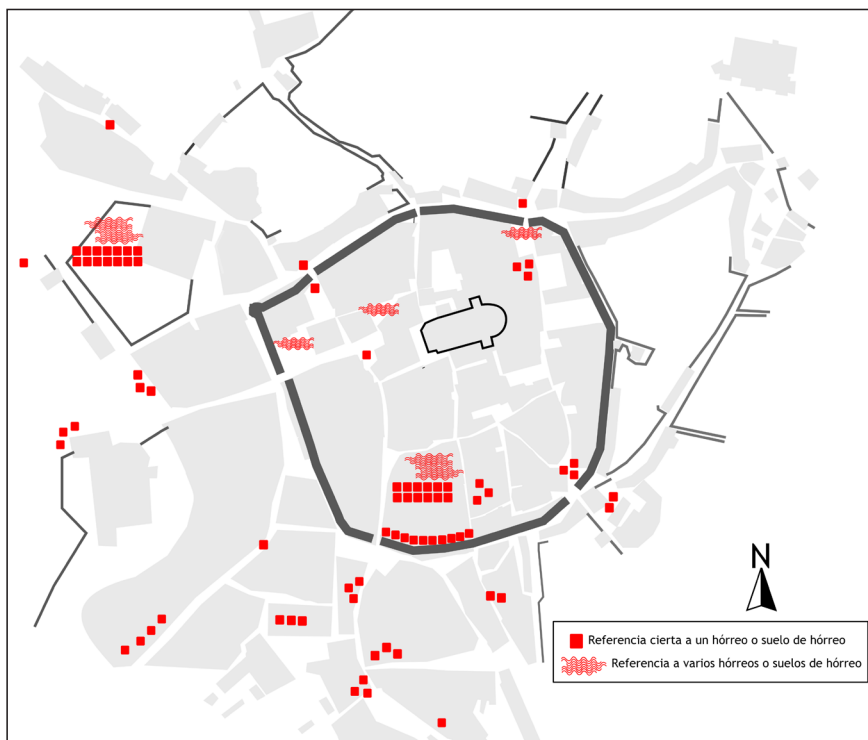 N
Referencia cierta a un hórreo o suelo de hórreo
Referencia a varios hórreos o suelos de hórreo